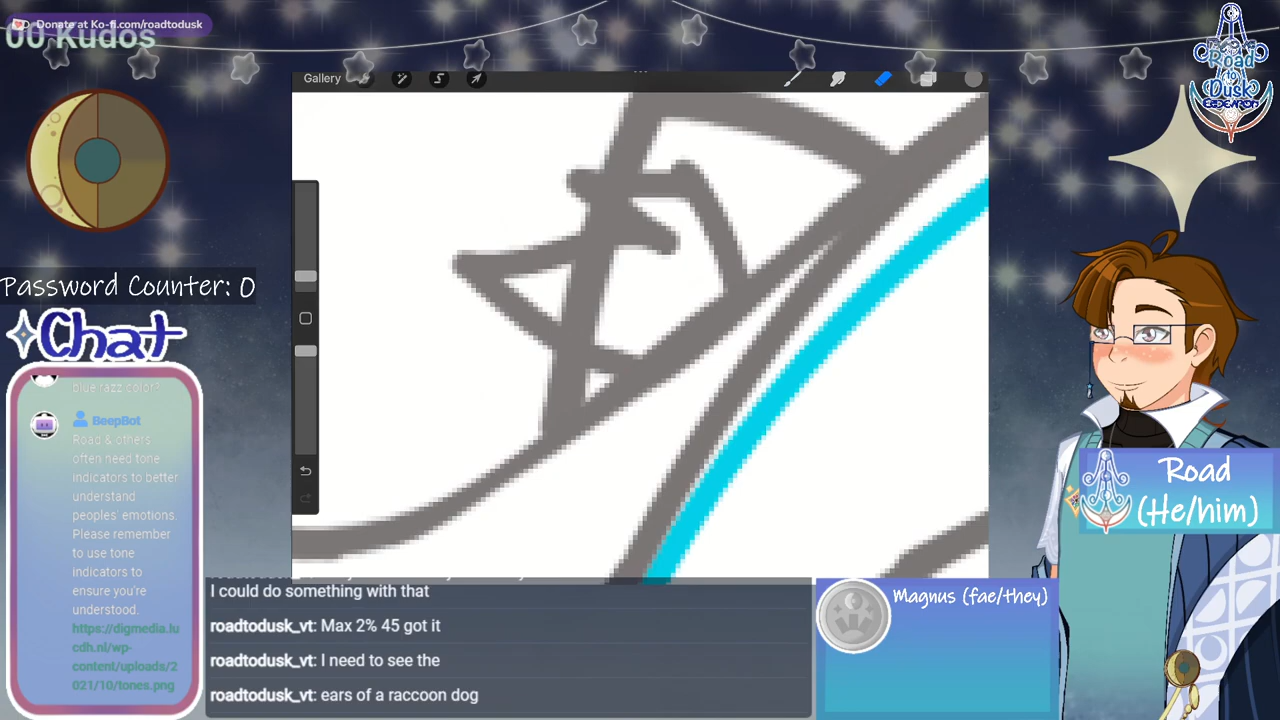 Donate at Ko-fi.com/roadtodusk
00 Kudos
Gallery
Road
to
Dusk
Password Counter: 0
Chat
blue razz color?
BeepBot
Road & others
often need tone
indicators to better
understand
peoples' emotions.
Please remember
to use tone
indicators to
ensure you're
understood.
https://digmedia.lu
cdh.nl/wp-
content/uploads/2
021/10/tones.png
I could do something with that
roadtodusk_vt: Max 2% 45 got it
roadtodusk_vt: I need to see the
roadtodusk_vt: ears of a raccoon dog
Magnus (fae/they)
Road
(He/him)